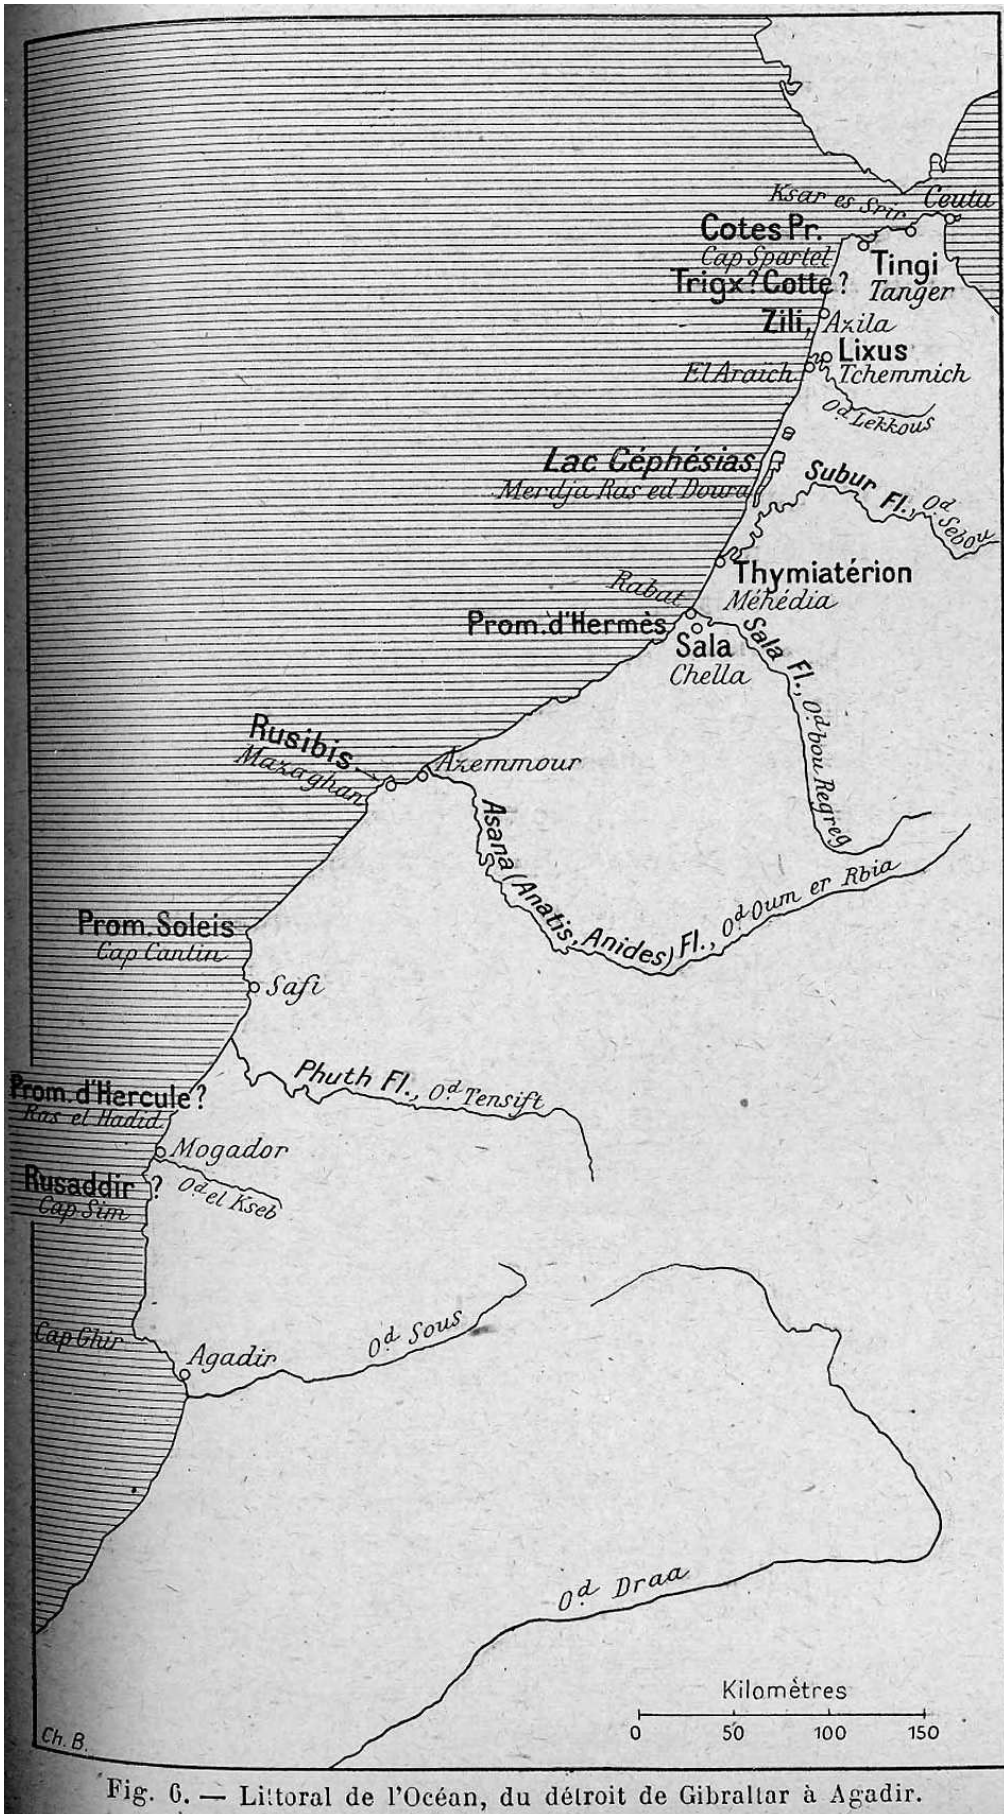 Ksar es Srir
Ceuta
Cotes Pr.
Cap Spartel
Tingi
Tanger
Trigx? Cotte?
Zili, Azila
Lixus
El Araich
Tchemmich
Od. Lekkous
Lac Céphésias
Merdja Ras ed Doura
Subur Fl., Od. Sebou
Thymiatérion
Méhédia
Rabat
Prom. d'Hermès
Sala
Chella
Sala Fl., Od. bou Regreg
Rusibis
Mazaghan
Azemmour
Asana (Anatis, Anides) Fl., Od. Oum er Rbia
Prom. Soleis
Cap Cantin
Safi
Phuth Fl., Od. Tensift
Prom. d'Hercule?
Ras el Hadid
Mogador
Rusaddir ?
Cap Sim
Od. el Kseb
Cap Ghir
Agadir
Od. Sous
Od. Draa
Kilomètres
0 50 100 150
Ch. B.
Fig. 6. — Littoral de l'Océan, du détroit de Gibraltar à Agadir.